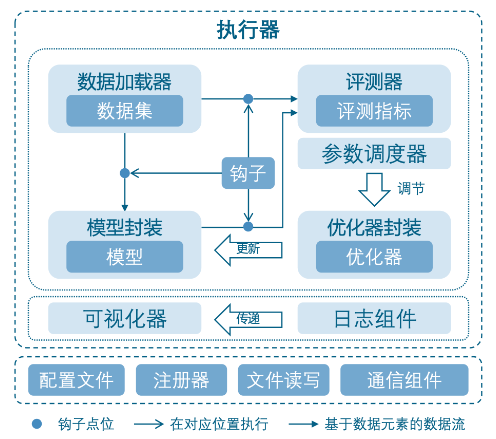 执行器
数据加载器
数据集
评测器
评测指标
钩子
参数调度器
调节
模型封装
模型
更新
优化器封装
优化器
可视化器
传递
日志组件
配置文件
注册器
文件读写
通信组件
钩子点位
在对应位置执行
基于数据元素的数据流